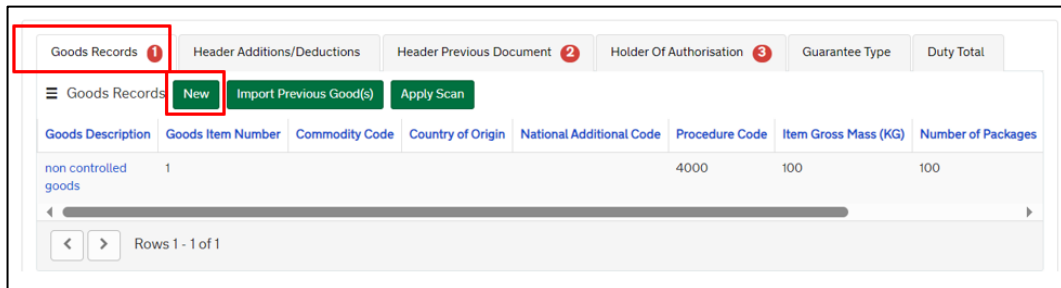 Goods Records 1 Header Additions/Deductions Header Previous Document 2 Holder Of Authorisation 3 Guarantee Type Duty Total
Goods Records New Import Previous Good(s) Apply Scan
Goods Description Goods Item Number Commodity Code Country of Origin National Additional Code Procedure Code Item Gross Mass (KG) Number of Packages
non controlled 1 4000 100 100
goods
Rows 1 - 1 of 1